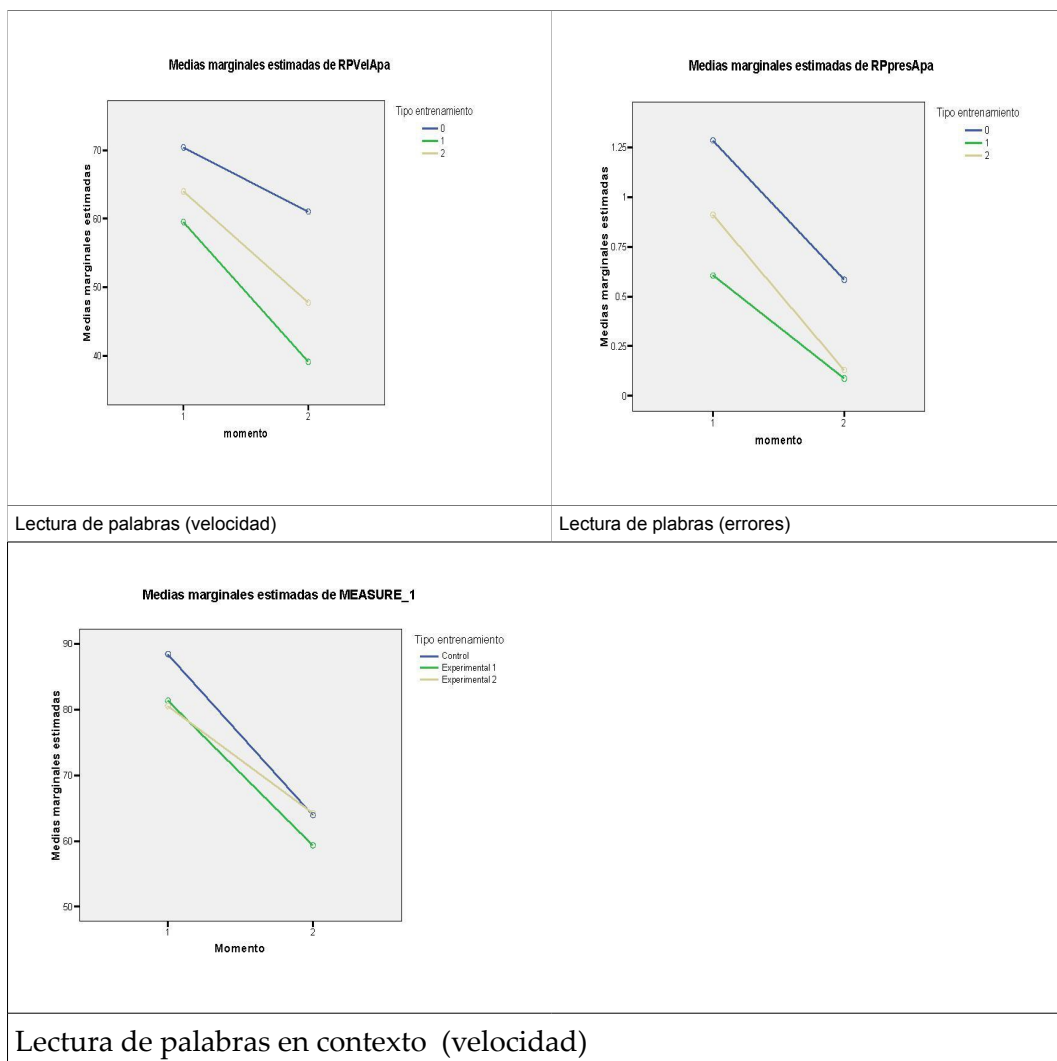 Medias marginales estimadas de RPVelApa
Tipo entrenamiento
0
1
2
70
60
50
40
Medias marginales estimadas
1
2
momento
Medias marginales estimadas de RPpresApa
Tipo entrenamiento
0
1
2
1.25
1
0.75
0.5
0.25
0
Medias marginales estimadas
1
2
momento
Lectura de palabras (velocidad)
Lectura de plabras (errores)
Medias marginales estimadas de MEASURE_1
Tipo entrenamiento
Control
Experimental 1
Experimental 2
90
80
70
60
50
Medias marginales estimadas
1
2
Momento
Lectura de palabras en contexto (velocidad)